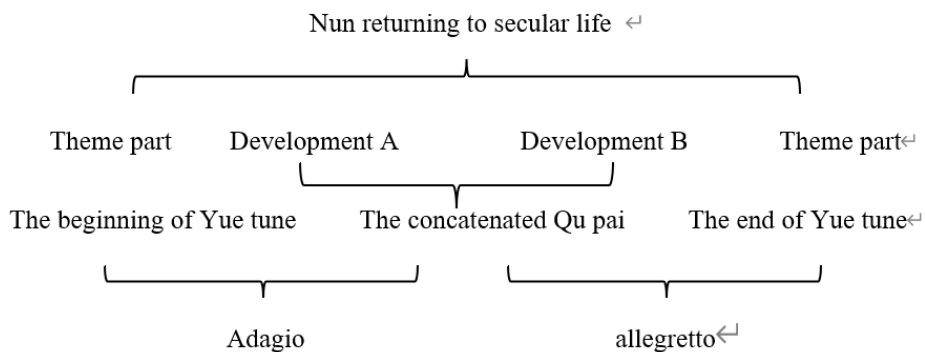 Nun returning to secular life ↵
Theme part Development A Development B Theme part↵
The beginning of Yue tune The concatenated Qu pai The end of Yue tune↵
Adagio allegretto↵